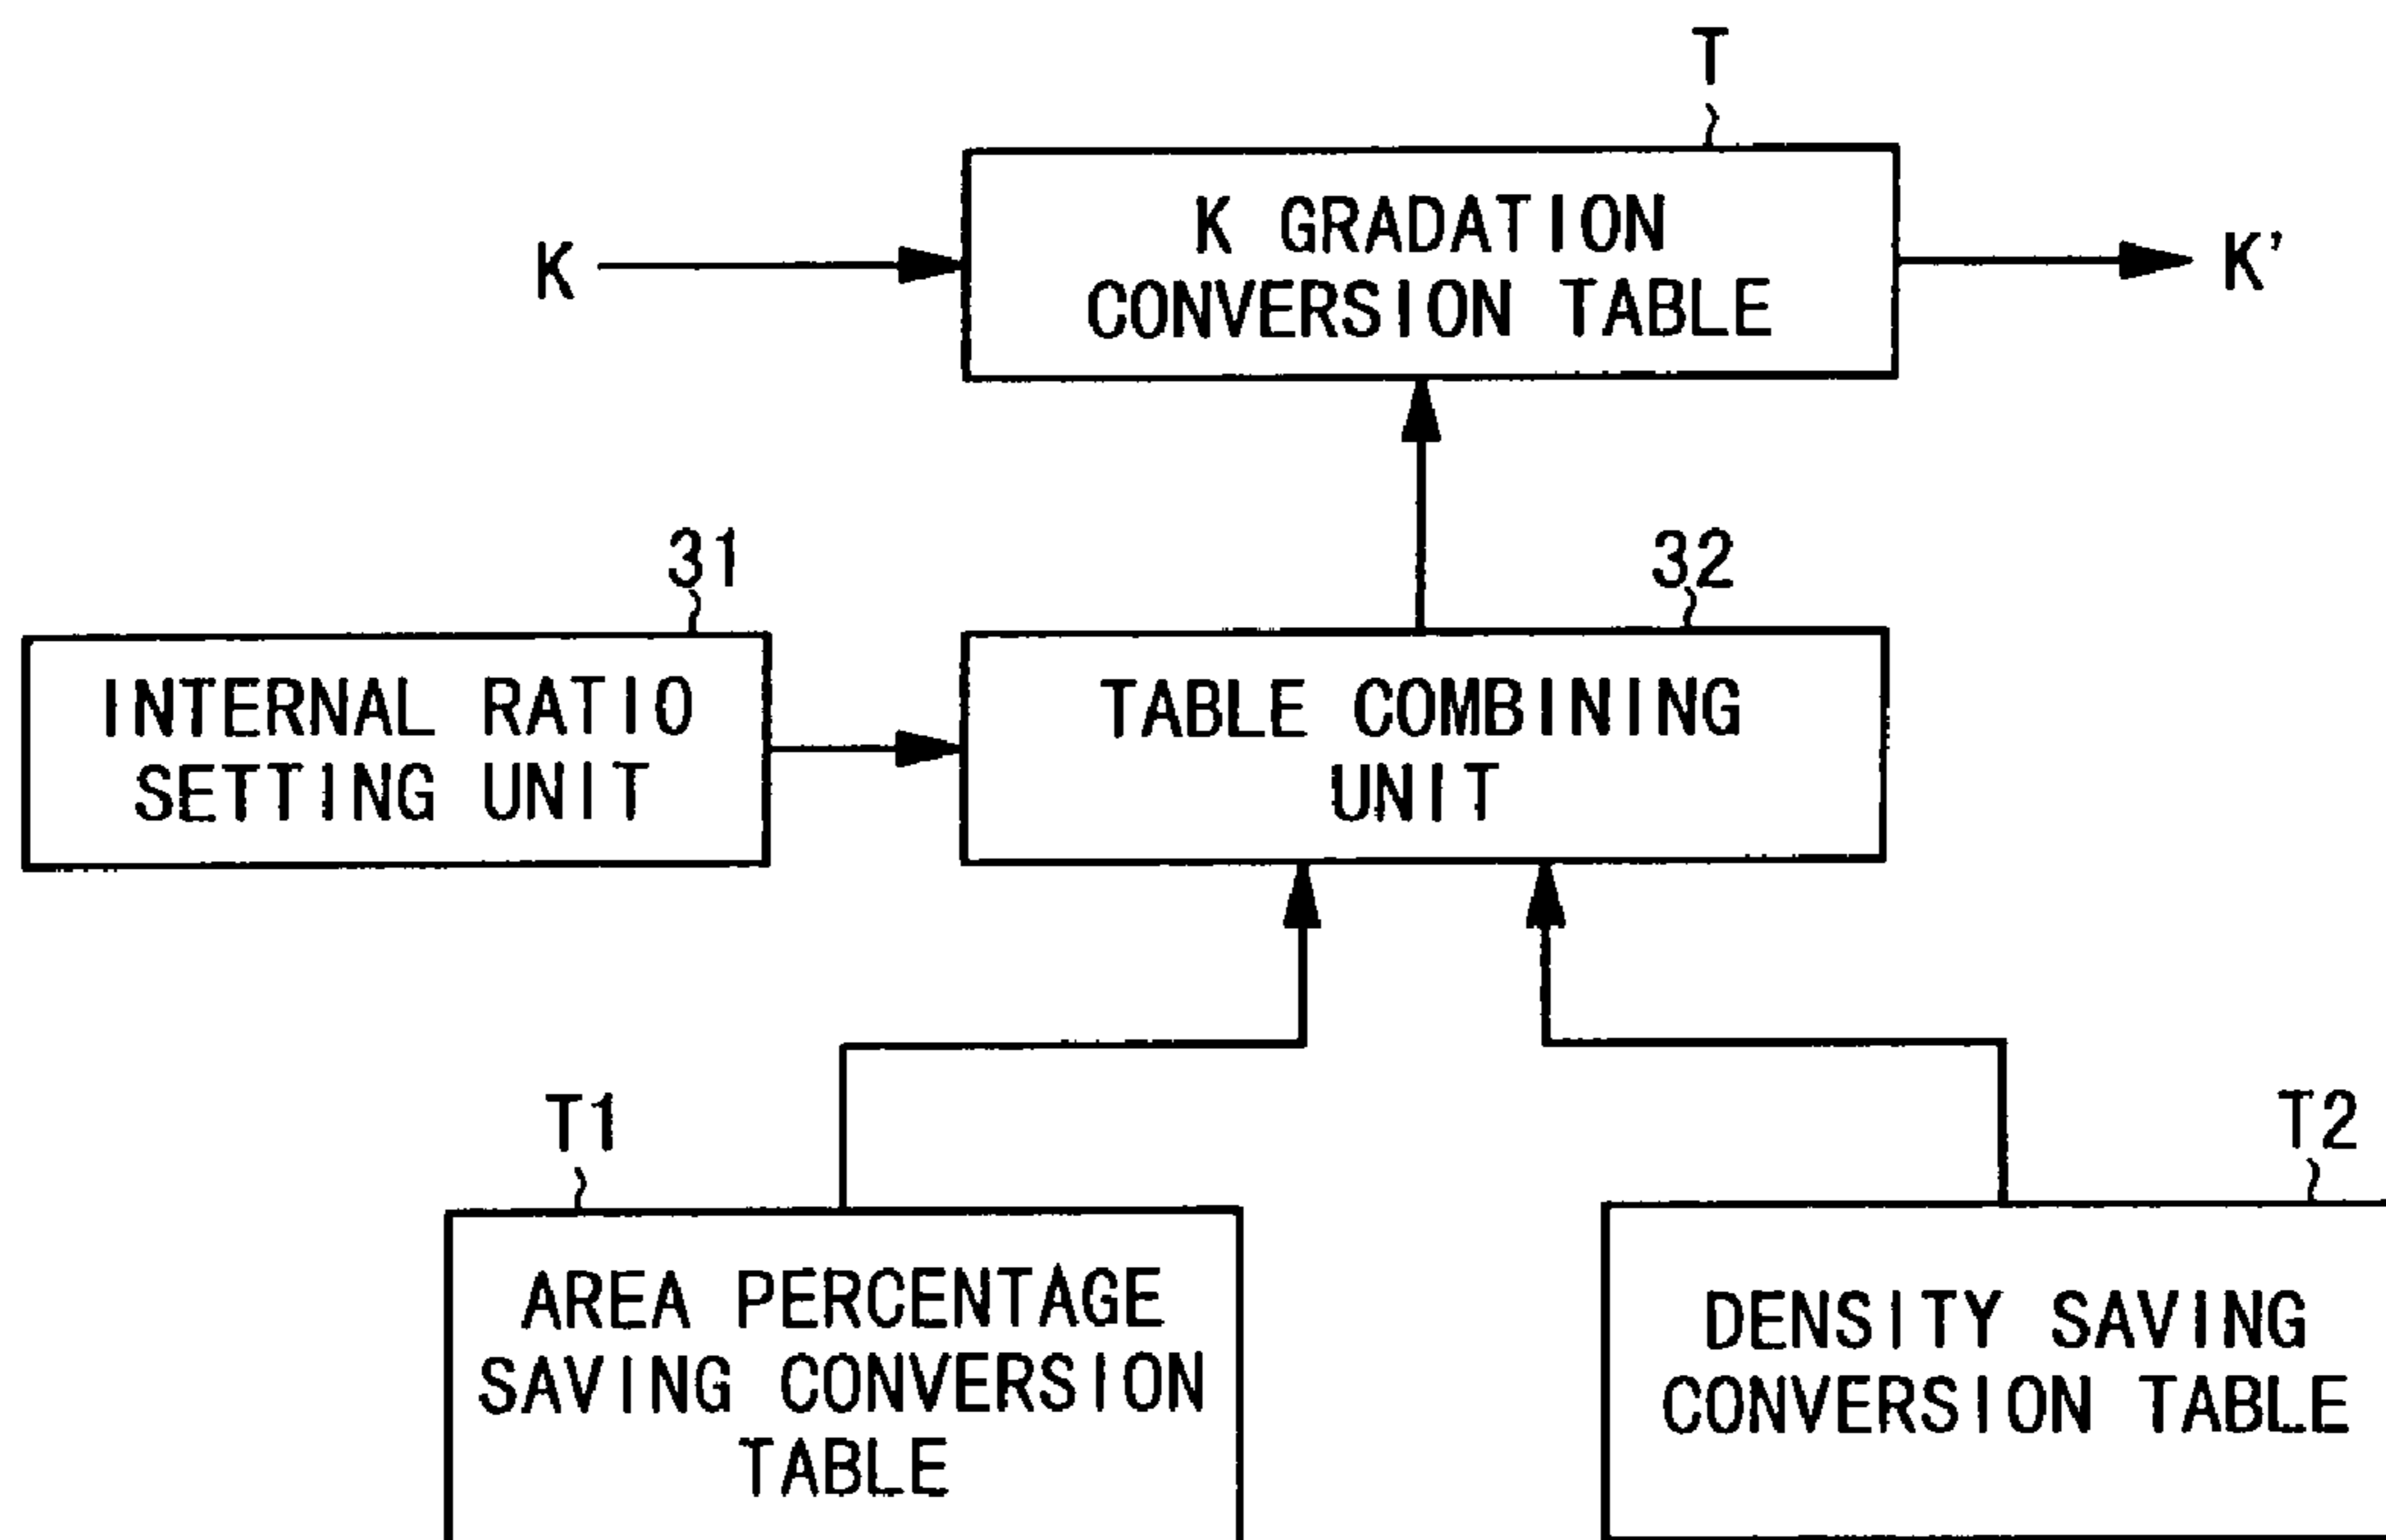 T
K GRADATION
CONVERSION TABLE
K
K'
31
32
INTERNAL RATIO
SETTING UNIT
TABLE COMBINING
UNIT
T1
T2
AREA PERCENTAGE
SAVING CONVERSION
TABLE
DENSITY SAVING
CONVERSION TABLE